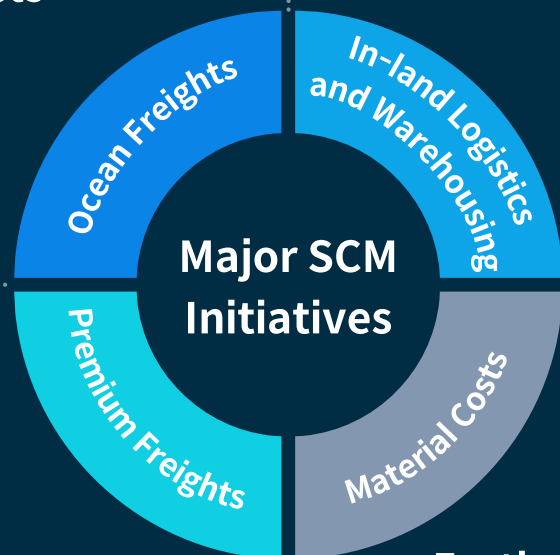 Ocean Freights
In-land Logistics
and Warehousing
Major SCM
Initiatives
Premium Freights
Material Costs